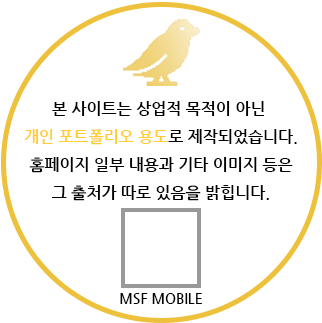 본 사이트는 상업적 목적이 아닌
개인 포트폴리오 용도로 제작되었습니다.
홈페이지 일부 내용과 기타 이미지 등은
그 출처가 따로 있음을 밝힙니다.
MSF MOBILE